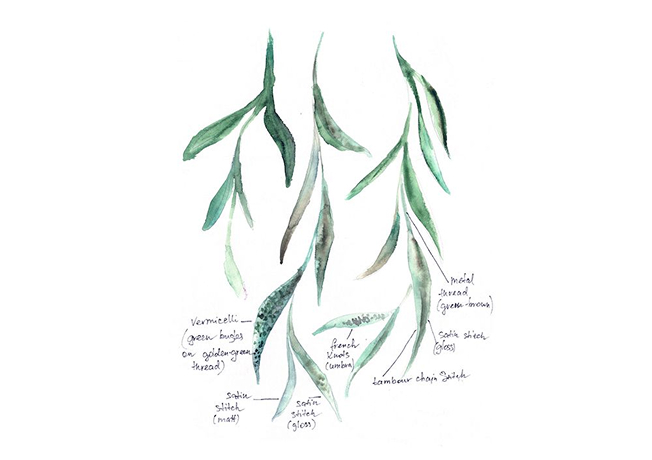 Vermicelli
(green bugles
on golden-green
thread)
satin
stitch
(matt)
satin
stitch
(gloss)
french
knots
(umbra)
metal
thread
(green-brown)
satin stitch
(gloss)
tambour chain stitch